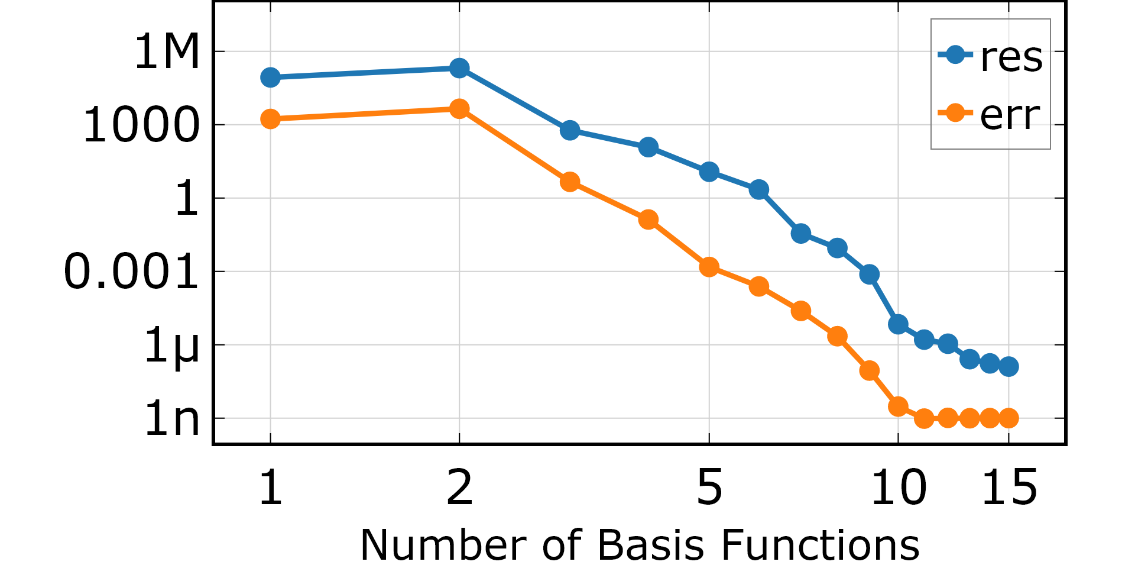 1M
1000
1
0.001
1μ
1n
res
err
1 2 5 10 15
Number of Basis Functions